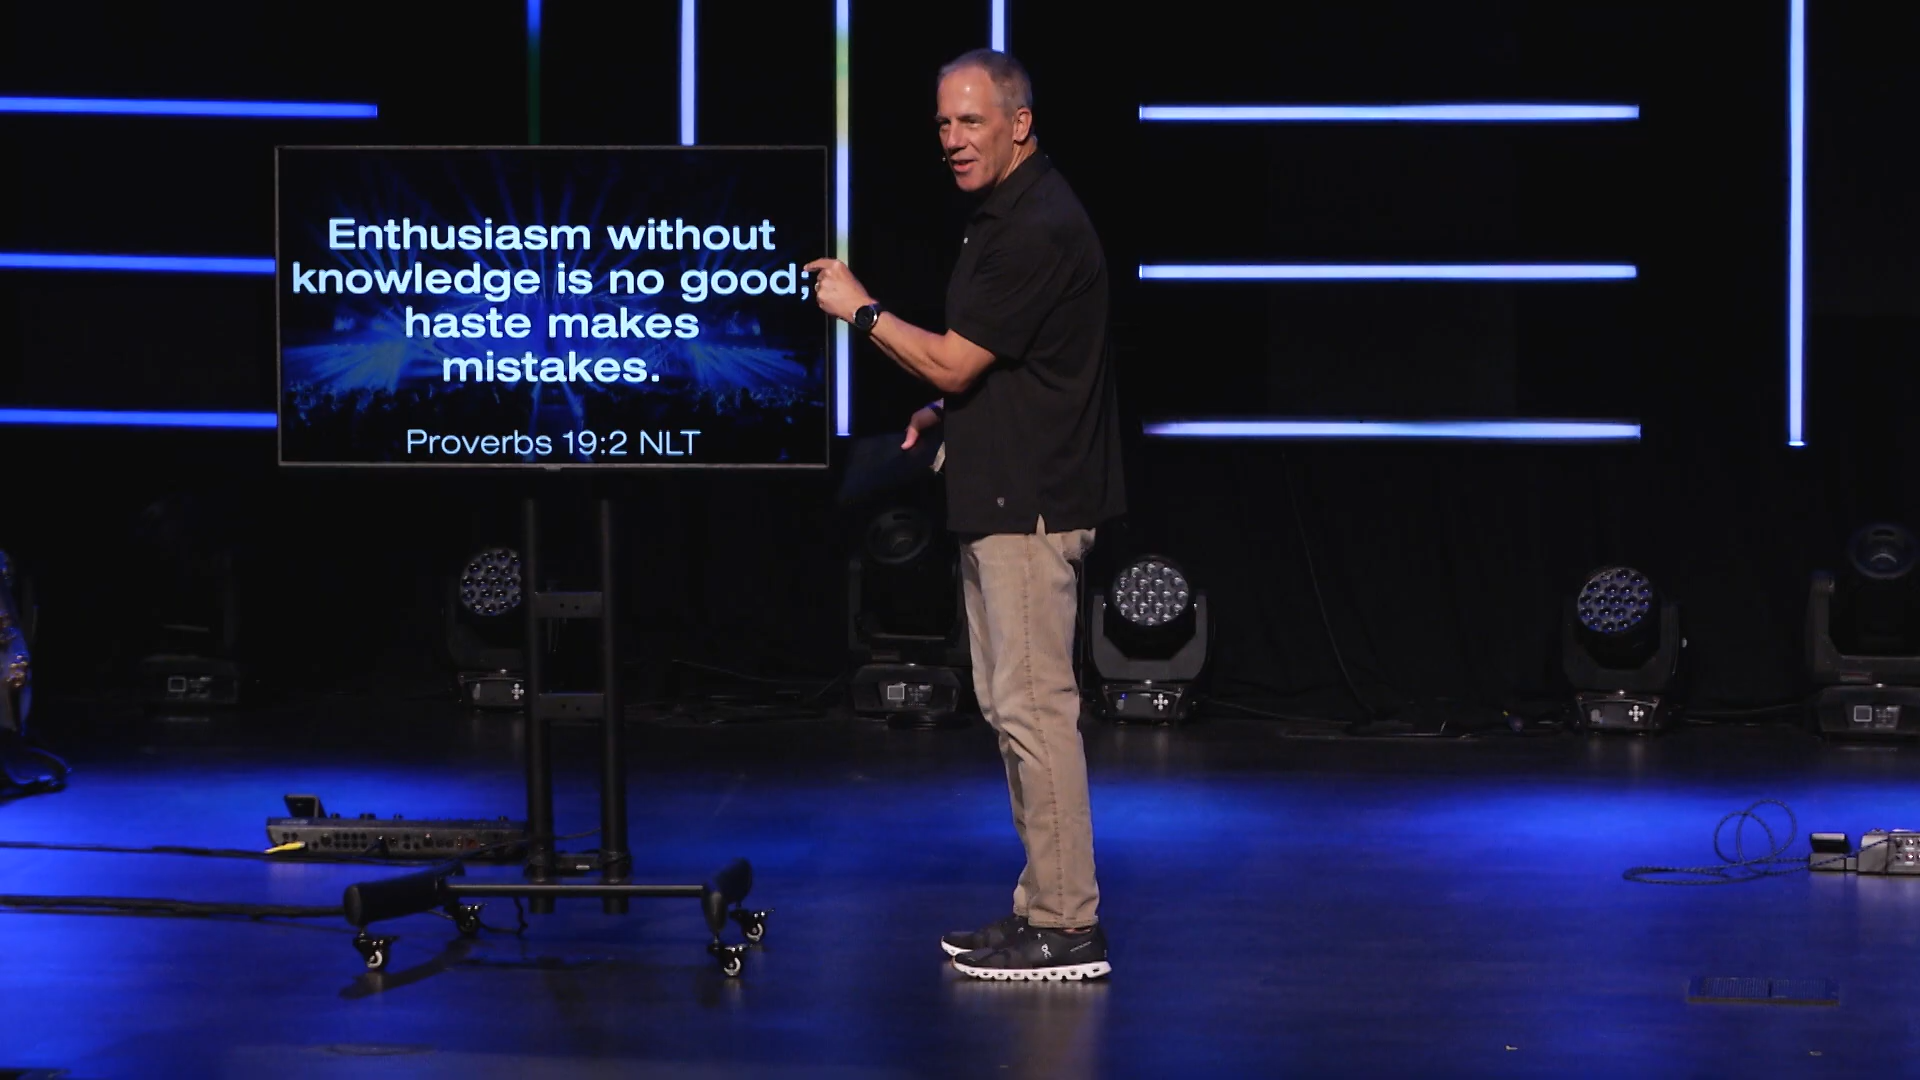 Enthusiasm without
knowledge is no good;
haste makes
mistakes.
Proverbs 19:2 NLT